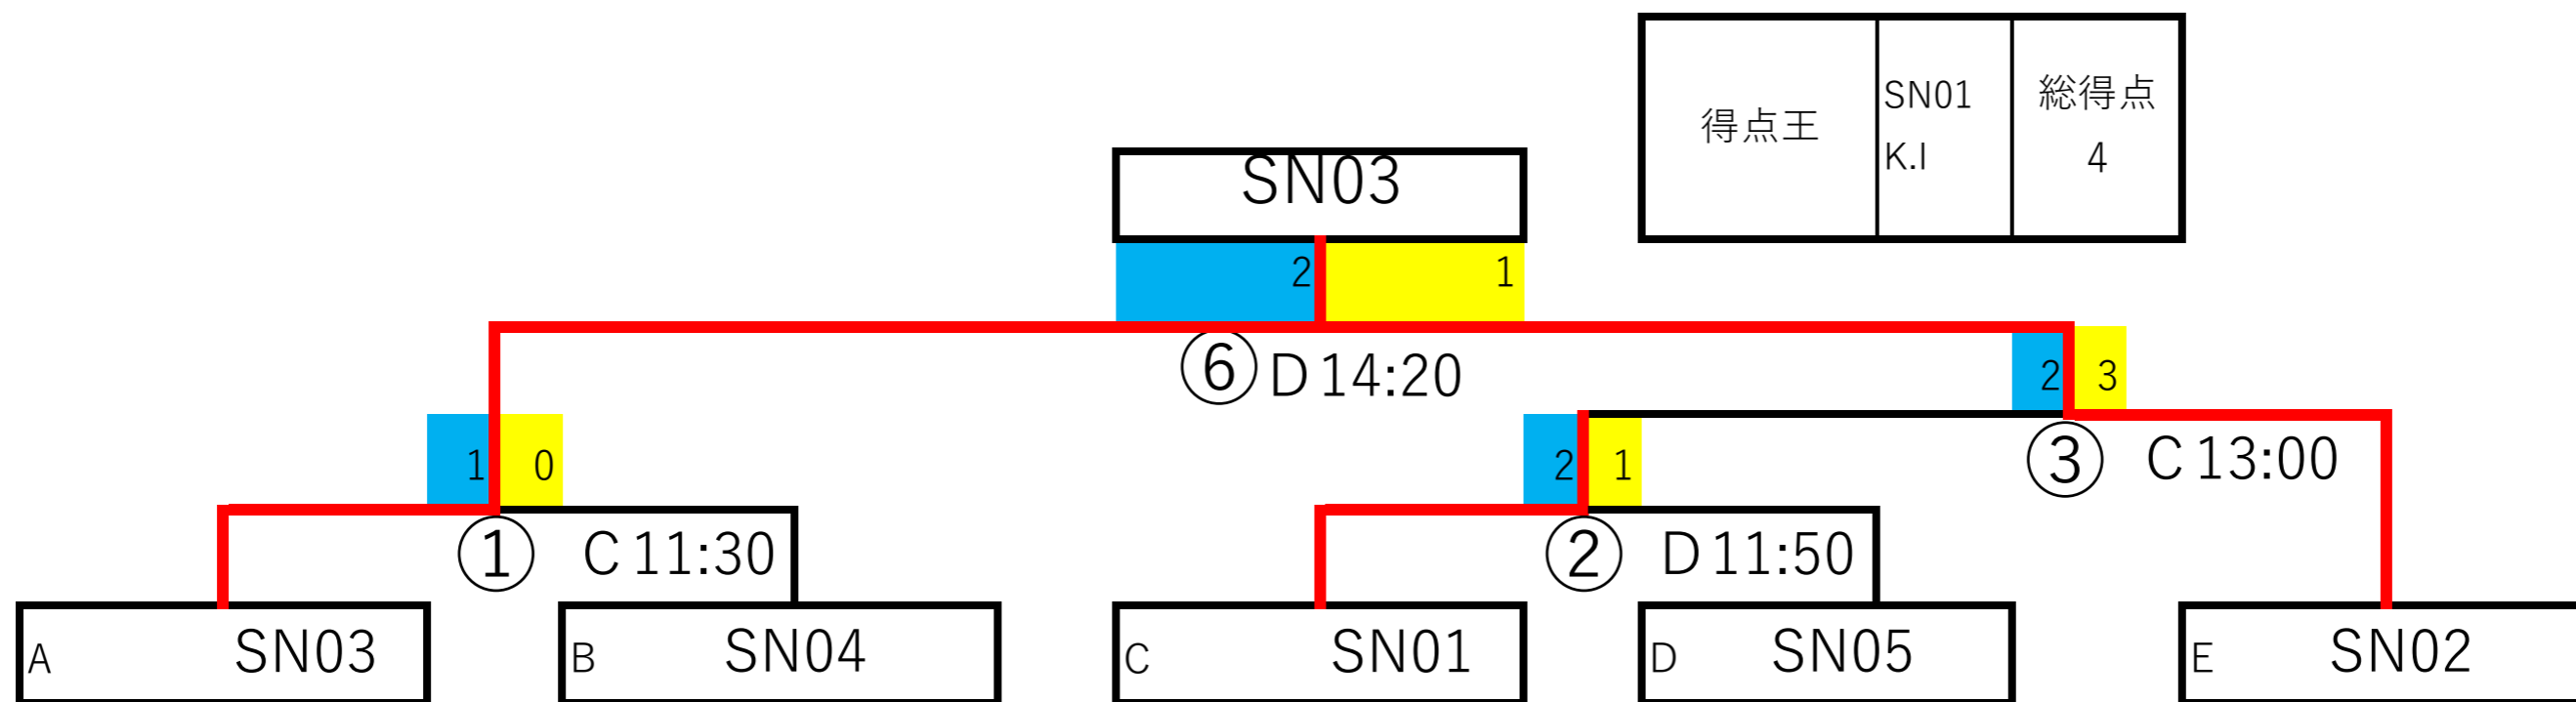 得点王
SN01
K.I
総得点
4
SN03
2 1
⑥ D 14:20
2 3
③ C 13:00
1 0
① C 11:30
2 1
② D 11:50
A SN03
B SN04
C SN01
D SN05
E SN02